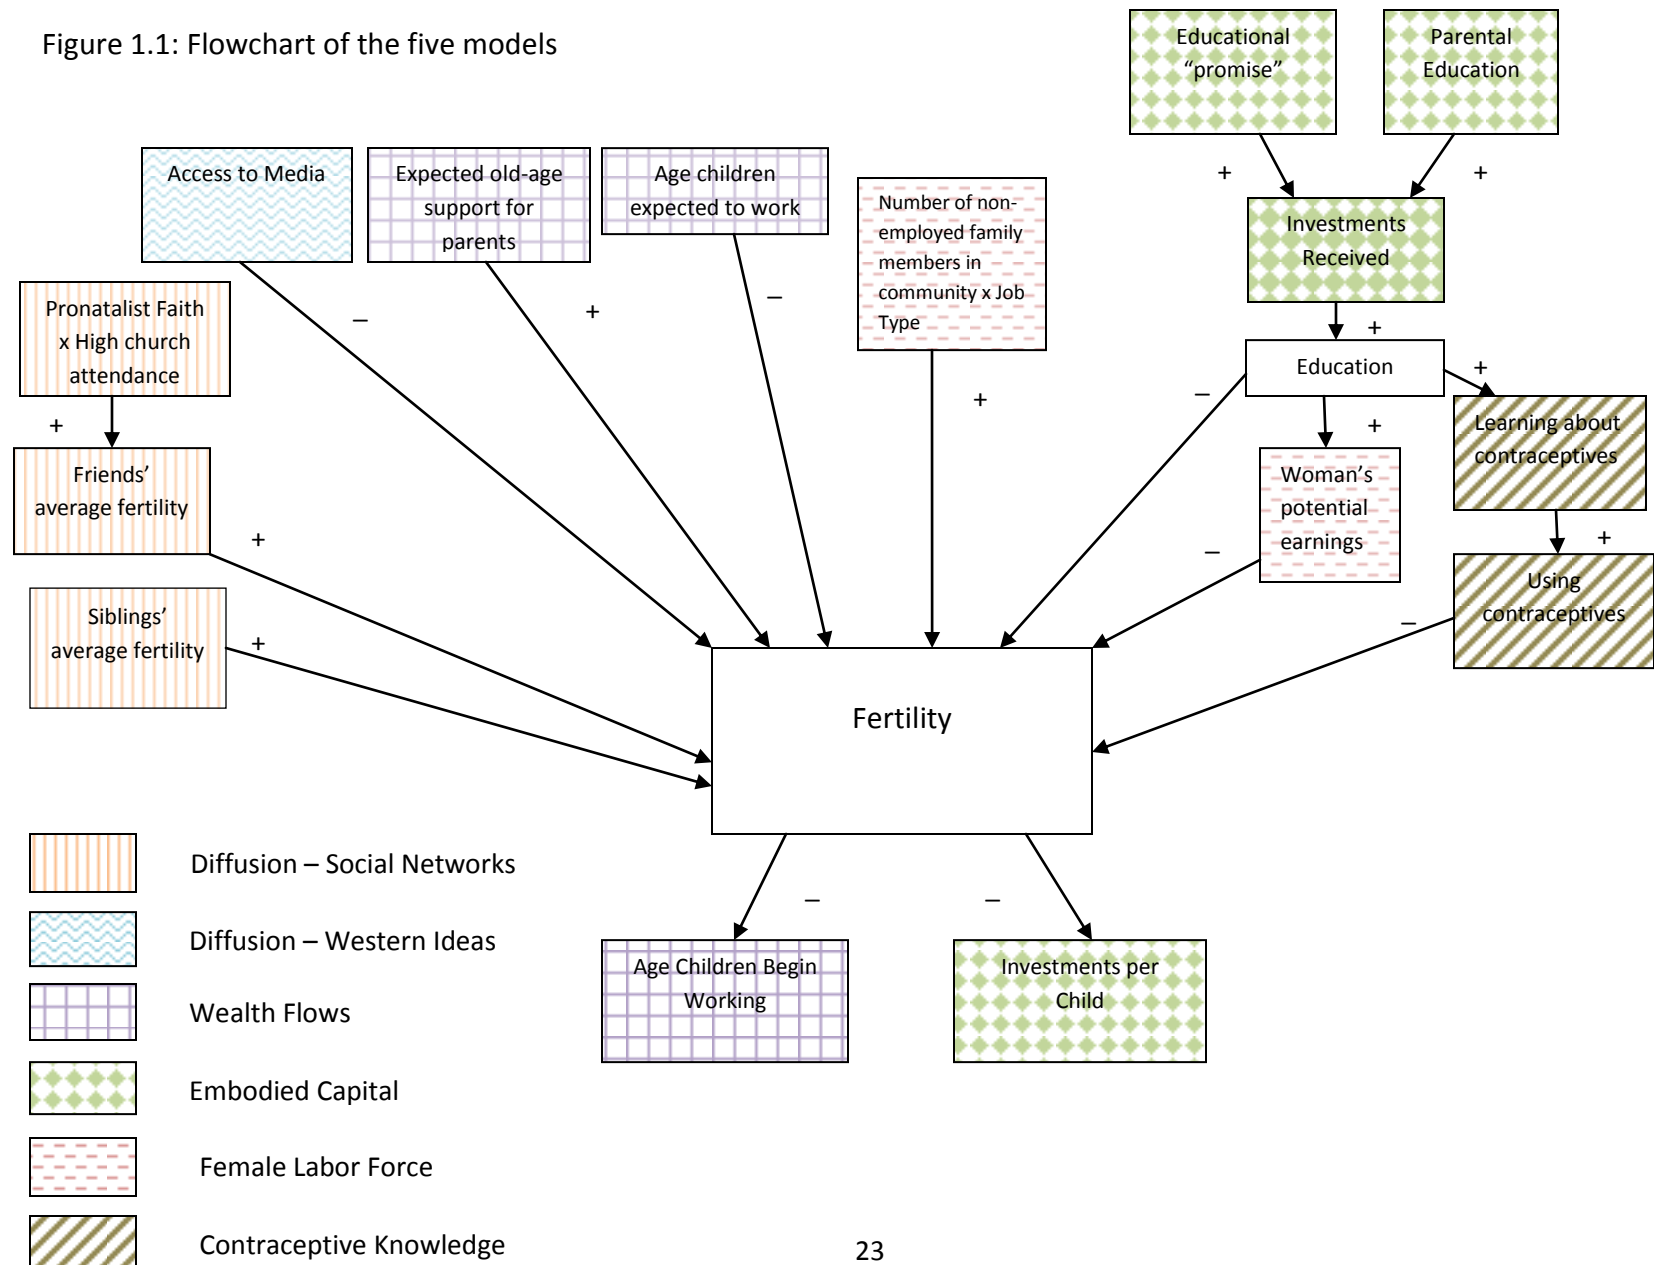 Figure 1.1: Flowchart of the five models
Educational
“promise”
Parental
Education
+
+
Access to Media
Expected old-age
support for
parents
Age children
expected to work
Number of non-
employed family
members in
community x Job
Type
Investments
Received
Pronatalist Faith
x High church
attendance
–
+
–
+
+
Education
–
+
+
+
Friends’
average fertility
Woman’s
potential
earnings
Learning about
contraceptives
+
–
+
Siblings’
average fertility
+
Using
contraceptives
–
Fertility
–
–
Age Children Begin
Working
Investments per
Child
Diffusion – Social Networks
Diffusion – Western Ideas
Wealth Flows
Embodied Capital
Female Labor Force
Contraceptive Knowledge
23